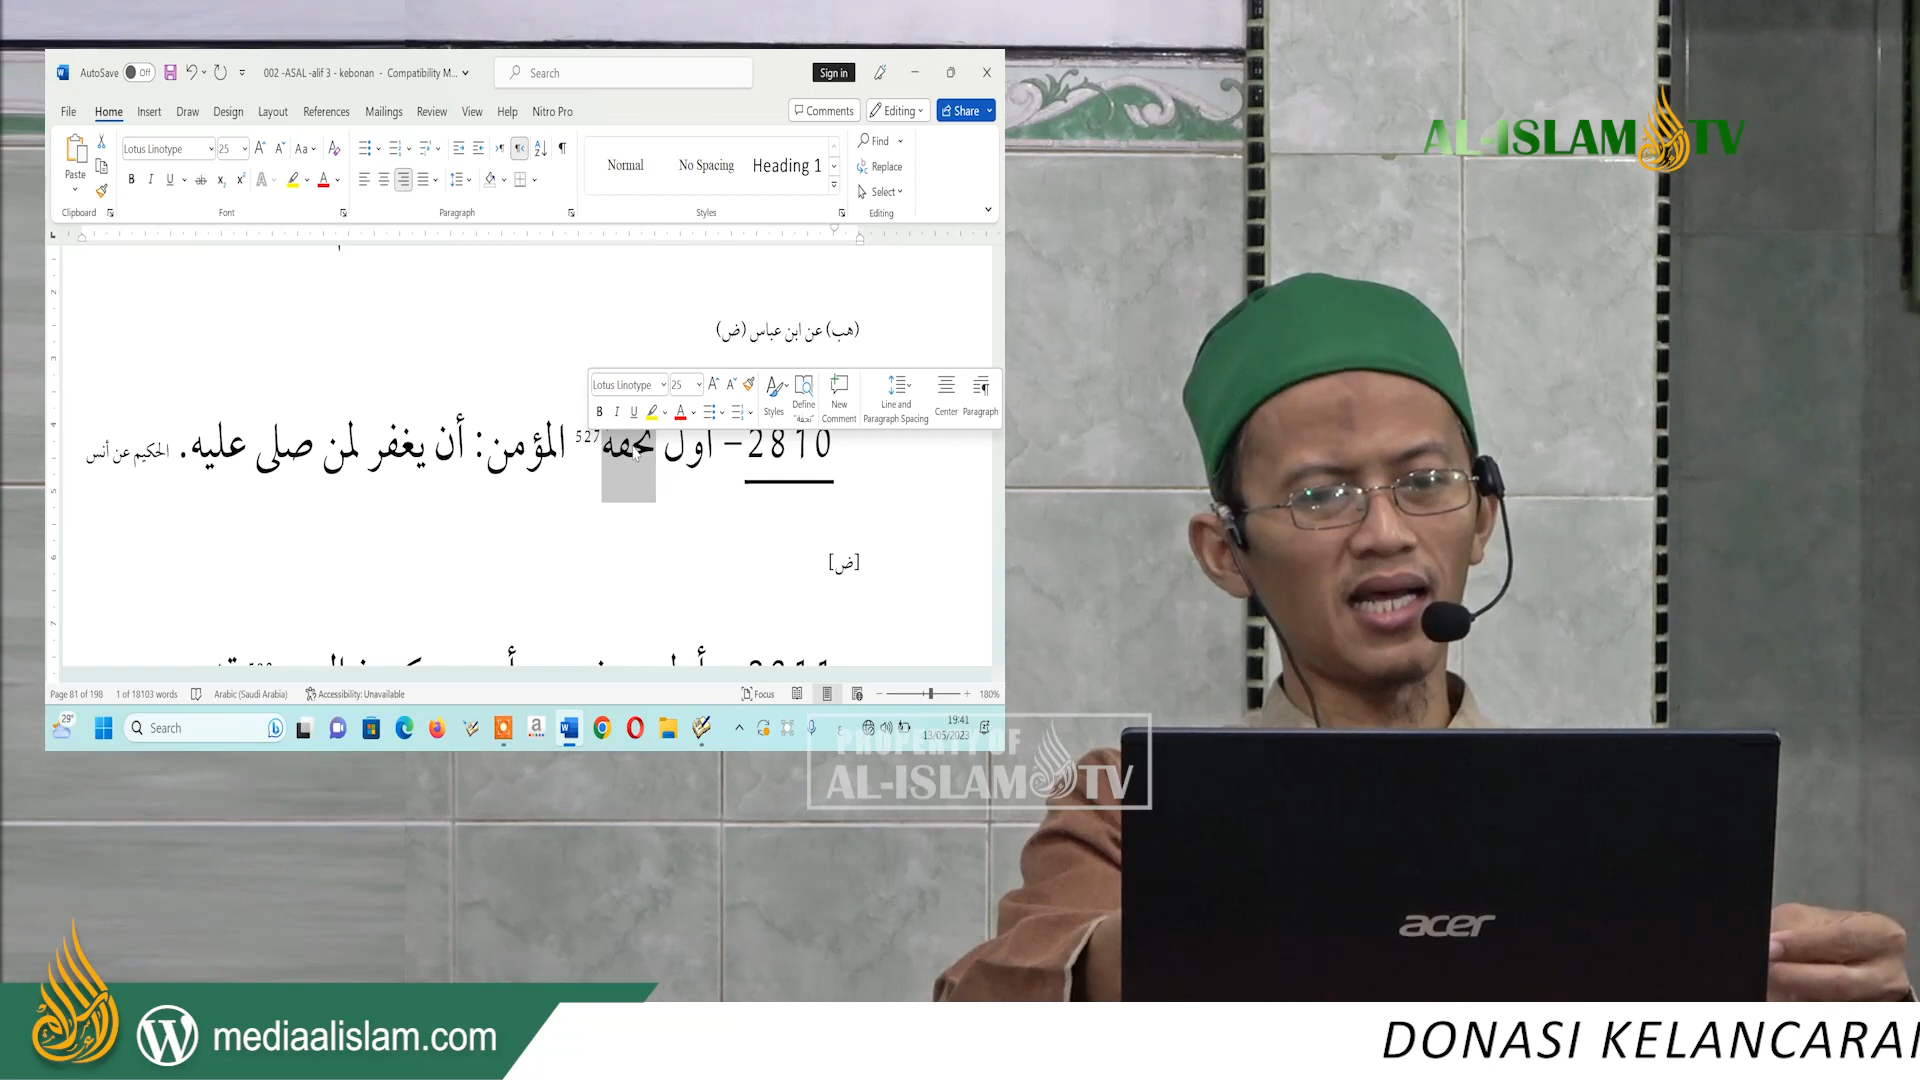 AutoSave Off 002 -ASAL -alif 3 - kebonan - Compatibility M... Search Sign in
File Home Insert Draw Design Layout References Mailings Review View Help Nitro Pro Comments Editing Share
Paste Lotus Linotype 25 Aa Normal No Spacing Heading 1 Find
Replace
Select
Clipboard Font Paragraph Styles Editing
(هب) عن ابن عباس (ض)
Lotus Linotype 25 Styles Define "تحفة" New Comment Line and Paragraph Spacing Center Paragraph
2810– أول تحفة527 المؤمن: أن يغفر لمن صلى عليه. الحكيم عن أنس
[ض]
Page 81 of 198 1 of 18103 words Arabic (Saudi Arabia) Accessibility: Unavailable Focus 180%
29° Search 19:41
13/05/2023
AL-ISLAM TV
PROPERTY OF
AL-ISLAM TV
acer
mediaalislam.com
DONASI KELANCARAN